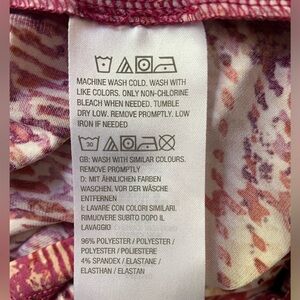 MACHINE WASH COLD. WASH WITH
LIKE COLORS. ONLY NON-CHLORINE
BLEACH WHEN NEEDED. TUMBLE
DRY LOW. REMOVE PROMPTLY. LOW
IRON IF NEEDED
30
GB: WASH WITH SIMILAR COLOURS.
REMOVE PROMPTLY
D: MIT ÄHNLICHEN FARBEN
WASCHEN. VOR DER WÄSCHE
ENTFERNEN
I: LAVARE CON COLORI SIMILARI.
RIMUOVERE SUBITO DOPO IL
LAVAGGIO
96% POLYESTER / POLYESTER /
POLIESTERE / POLYESTER
4% SPANDEX / ELASTANE /
ELASTHAN / ELASTAN